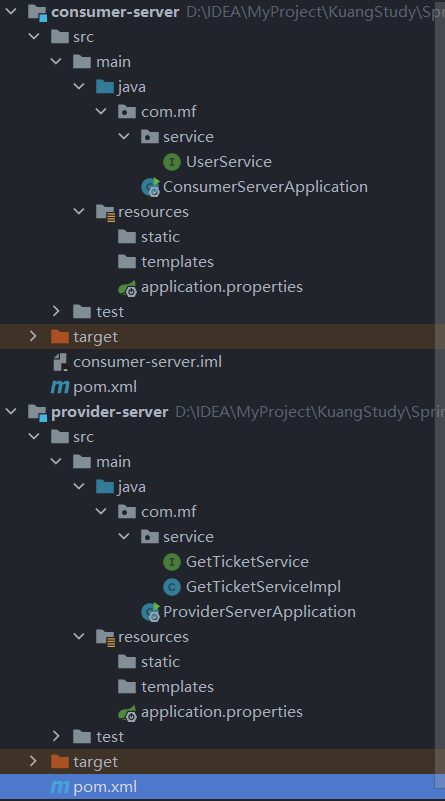 consumer-server D:\IDEA\MyProject\KuangStudy\Spr
src
main
java
com.mf
service
UserService
ConsumerServerApplication
resources
static
templates
application.properties
test
target
consumer-server.iml
pom.xml
provider-server D:\IDEA\MyProject\KuangStudy\Sprin
src
main
java
com.mf
service
GetTicketService
GetTicketServiceImpl
ProviderServerApplication
resources
static
templates
application.properties
test
target
pom.xml